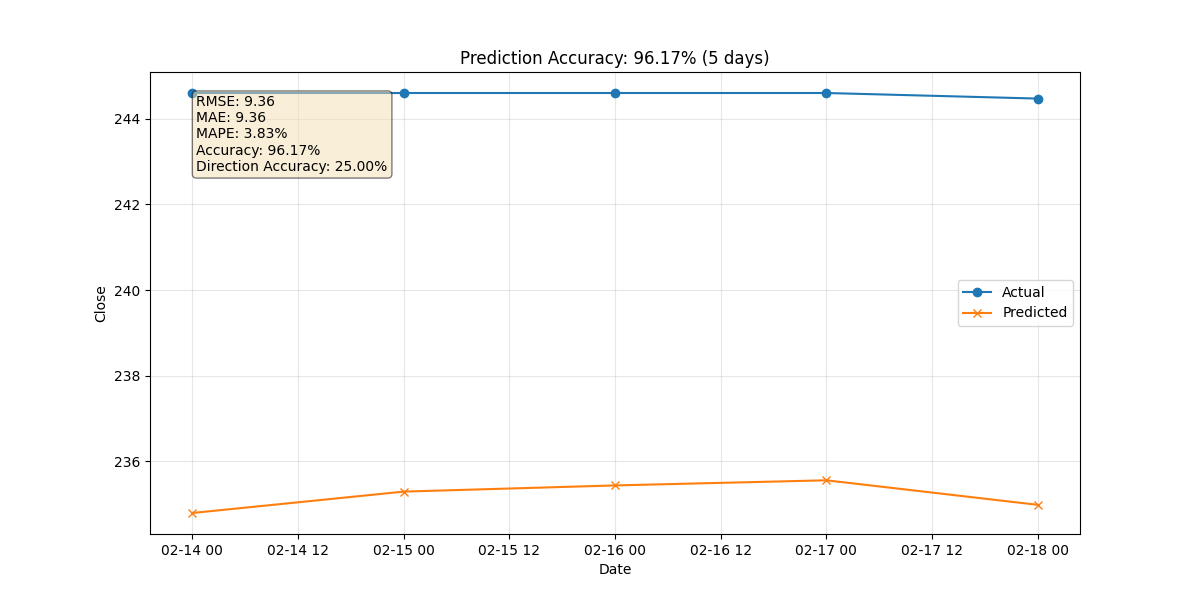 Prediction Accuracy: 96.17% (5 days)
RMSE: 9.36
MAE: 9.36
MAPE: 3.83%
Accuracy: 96.17%
Direction Accuracy: 25.00%
244
242
240
238
236
Close
Actual
Predicted
02-14 00 02-14 12 02-15 00 02-15 12 02-16 00 02-16 12 02-17 00 02-17 12 02-18 00
Date